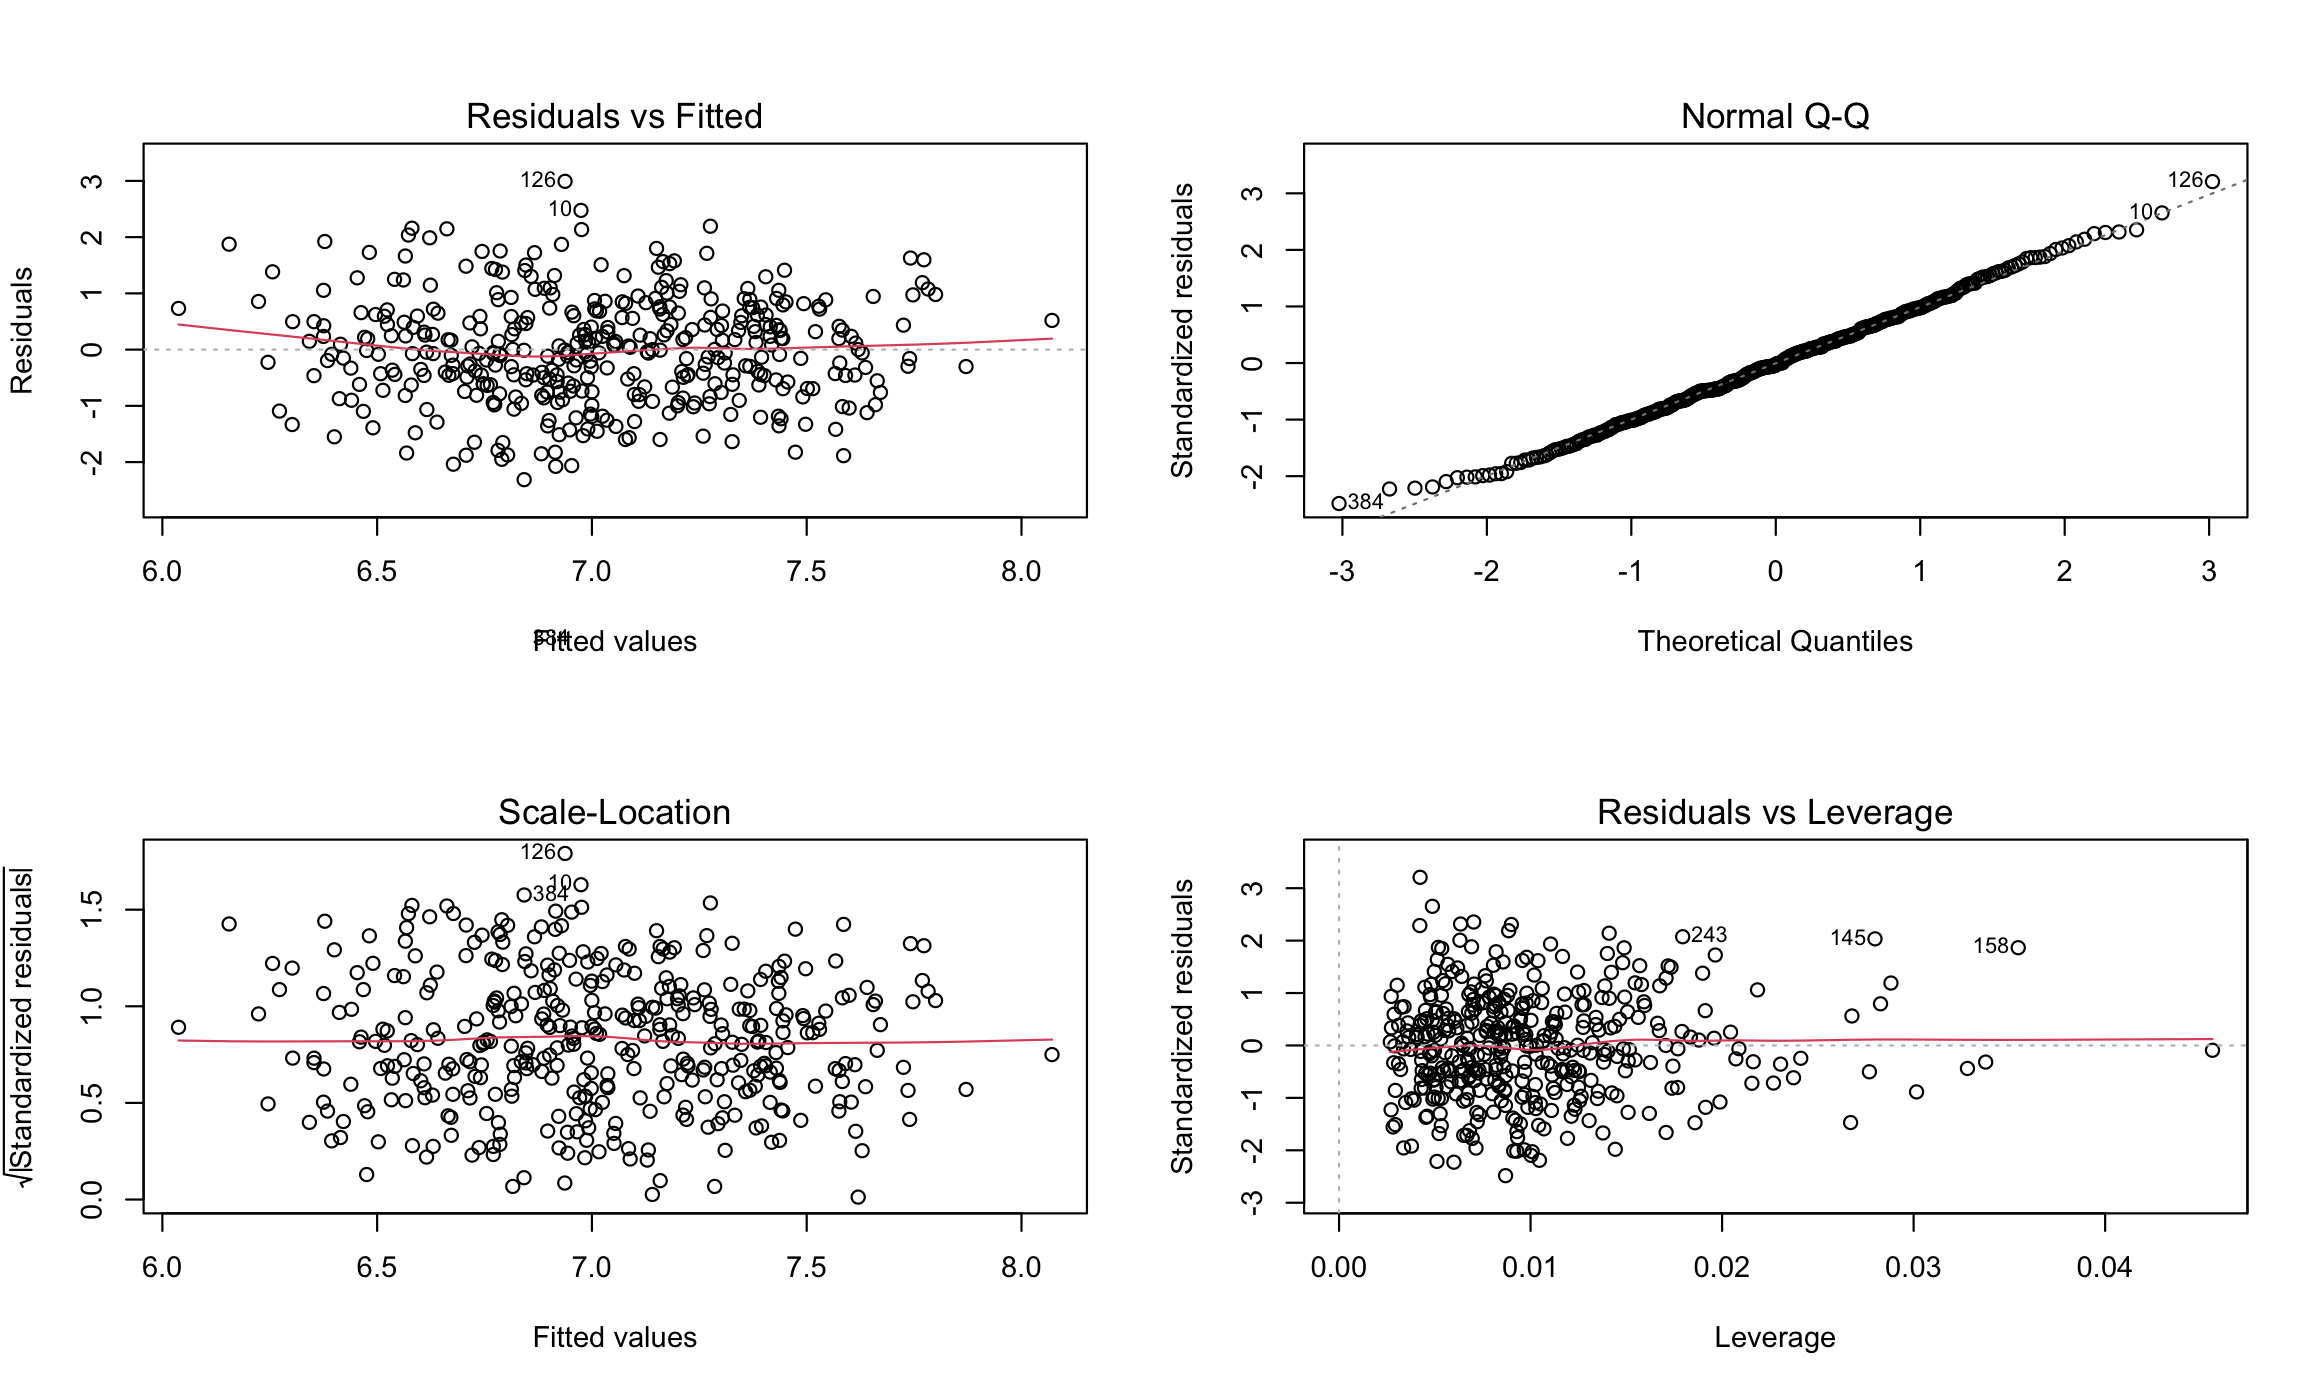 Residuals vs Fitted
Residuals
3
2
1
0
-1
-2
126
10
6.0 6.5 7.0 7.5 8.0
384
Fitted values
Normal Q-Q
Standardized residuals
3
2
1
0
-1
-2
126
10
384
-3 -2 -1 0 1 2 3
Theoretical Quantiles
Scale-Location
√|Standardized residuals|
1.5
1.0
0.5
0.0
126
10
384
6.0 6.5 7.0 7.5 8.0
Fitted values
Residuals vs Leverage
Standardized residuals
3
2
1
0
-1
-2
-3
243
145
158
0.00 0.01 0.02 0.03 0.04
Leverage